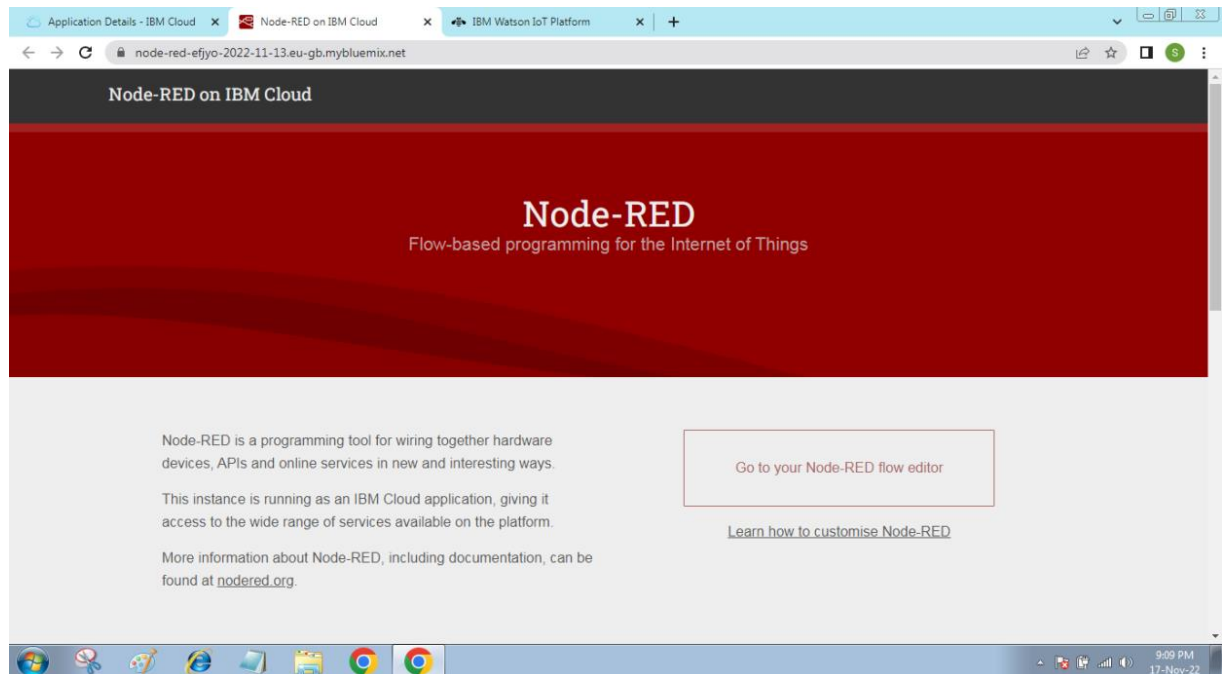 Application Details - IBM Cloud
Node-RED on IBM Cloud
IBM Watson IoT Platform
node-red-efjyo-2022-11-13.eu-gb.mybluemix.net
S
Node-RED on IBM Cloud
Node-RED
Flow-based programming for the Internet of Things
Node-RED is a programming tool for wiring together hardware
devices, APIs and online services in new and interesting ways.
This instance is running as an IBM Cloud application, giving it
access to the wide range of services available on the platform.
More information about Node-RED, including documentation, can be
found at nodered.org.
Go to your Node-RED flow editor
Learn how to customise Node-RED
9:09 PM
17-Nov-22